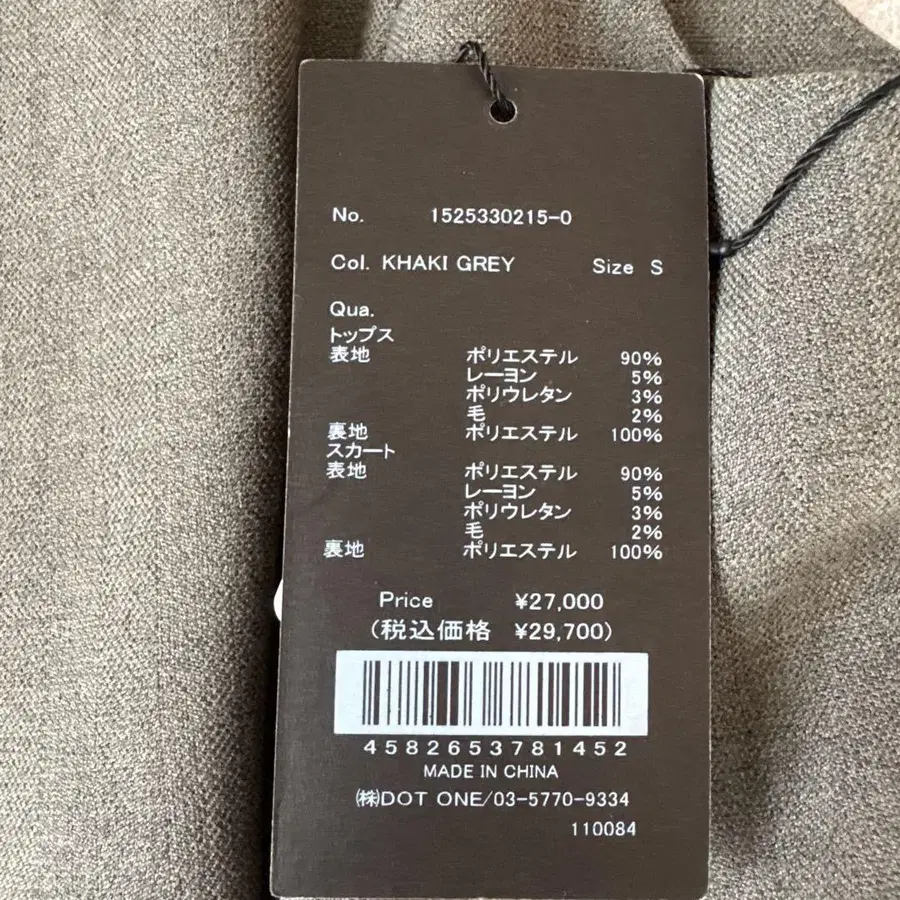 No. 1525330215-0
Col. KHAKI GREY Size S
Qua.
トップス
表地 ポリエステル 90%
レーヨン 5%
ポリウレタン 3%
毛 2%
裏地 ポリエステル 100%
スカート
表地 ポリエステル 90%
レーヨン 5%
ポリウレタン 3%
毛 2%
裏地 ポリエステル 100%
Price ¥27,000
(税込価格 ¥29,700)
4582653781452
MADE IN CHINA
㈱DOT ONE/03-5770-9334
110084